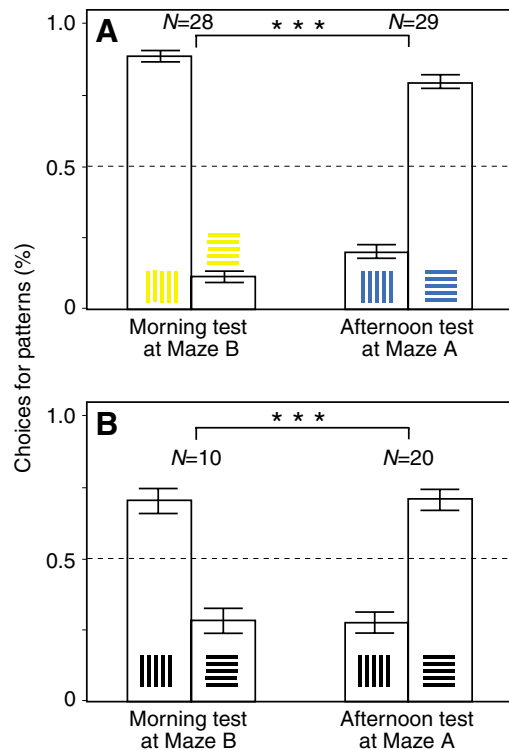 A
N=28
* * *
N=29
1.0
0.5
0
Morning test
at Maze B
Afternoon test
at Maze A
Choices for patterns (%)
B
* * *
N=10
N=20
1.0
0.5
0
Morning test
at Maze B
Afternoon test
at Maze A